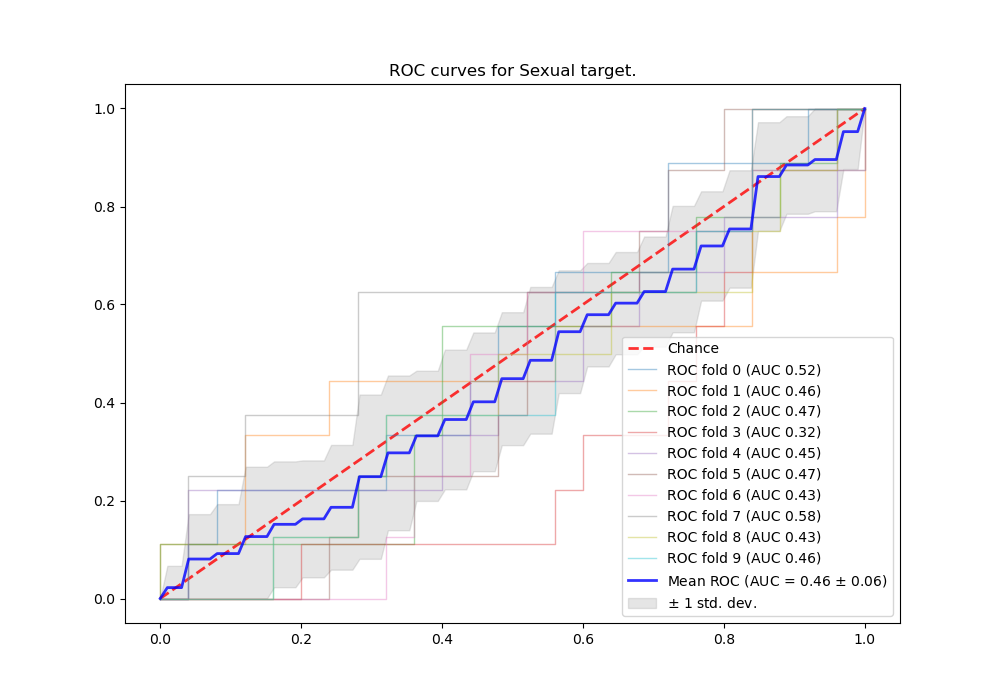 ROC curves for Sexual target.
1.0
0.8
0.6
0.4
0.2
0.0
0.0 0.2 0.4 0.6 0.8 1.0
Chance
ROC fold 0 (AUC 0.52)
ROC fold 1 (AUC 0.46)
ROC fold 2 (AUC 0.47)
ROC fold 3 (AUC 0.32)
ROC fold 4 (AUC 0.45)
ROC fold 5 (AUC 0.47)
ROC fold 6 (AUC 0.43)
ROC fold 7 (AUC 0.58)
ROC fold 8 (AUC 0.43)
ROC fold 9 (AUC 0.46)
Mean ROC (AUC = 0.46 ± 0.06)
± 1 std. dev.